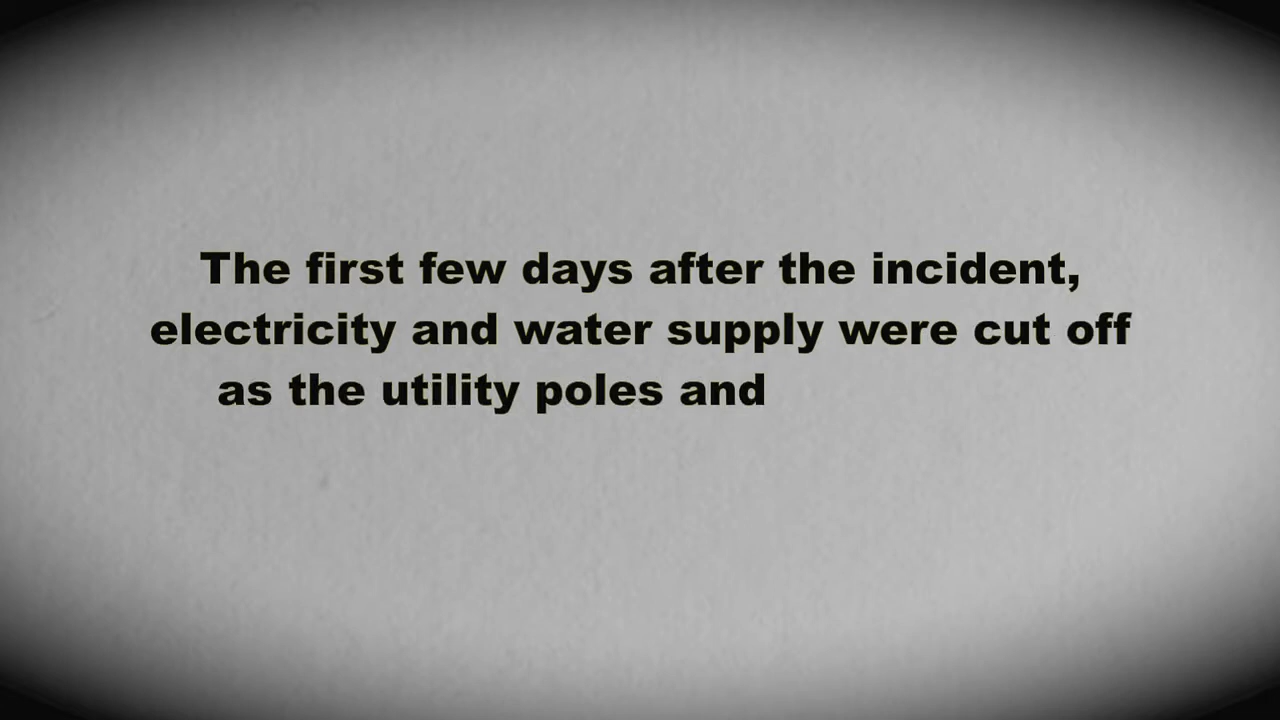 The first few days after the incident,
electricity and water supply were cut off
as the utility poles and